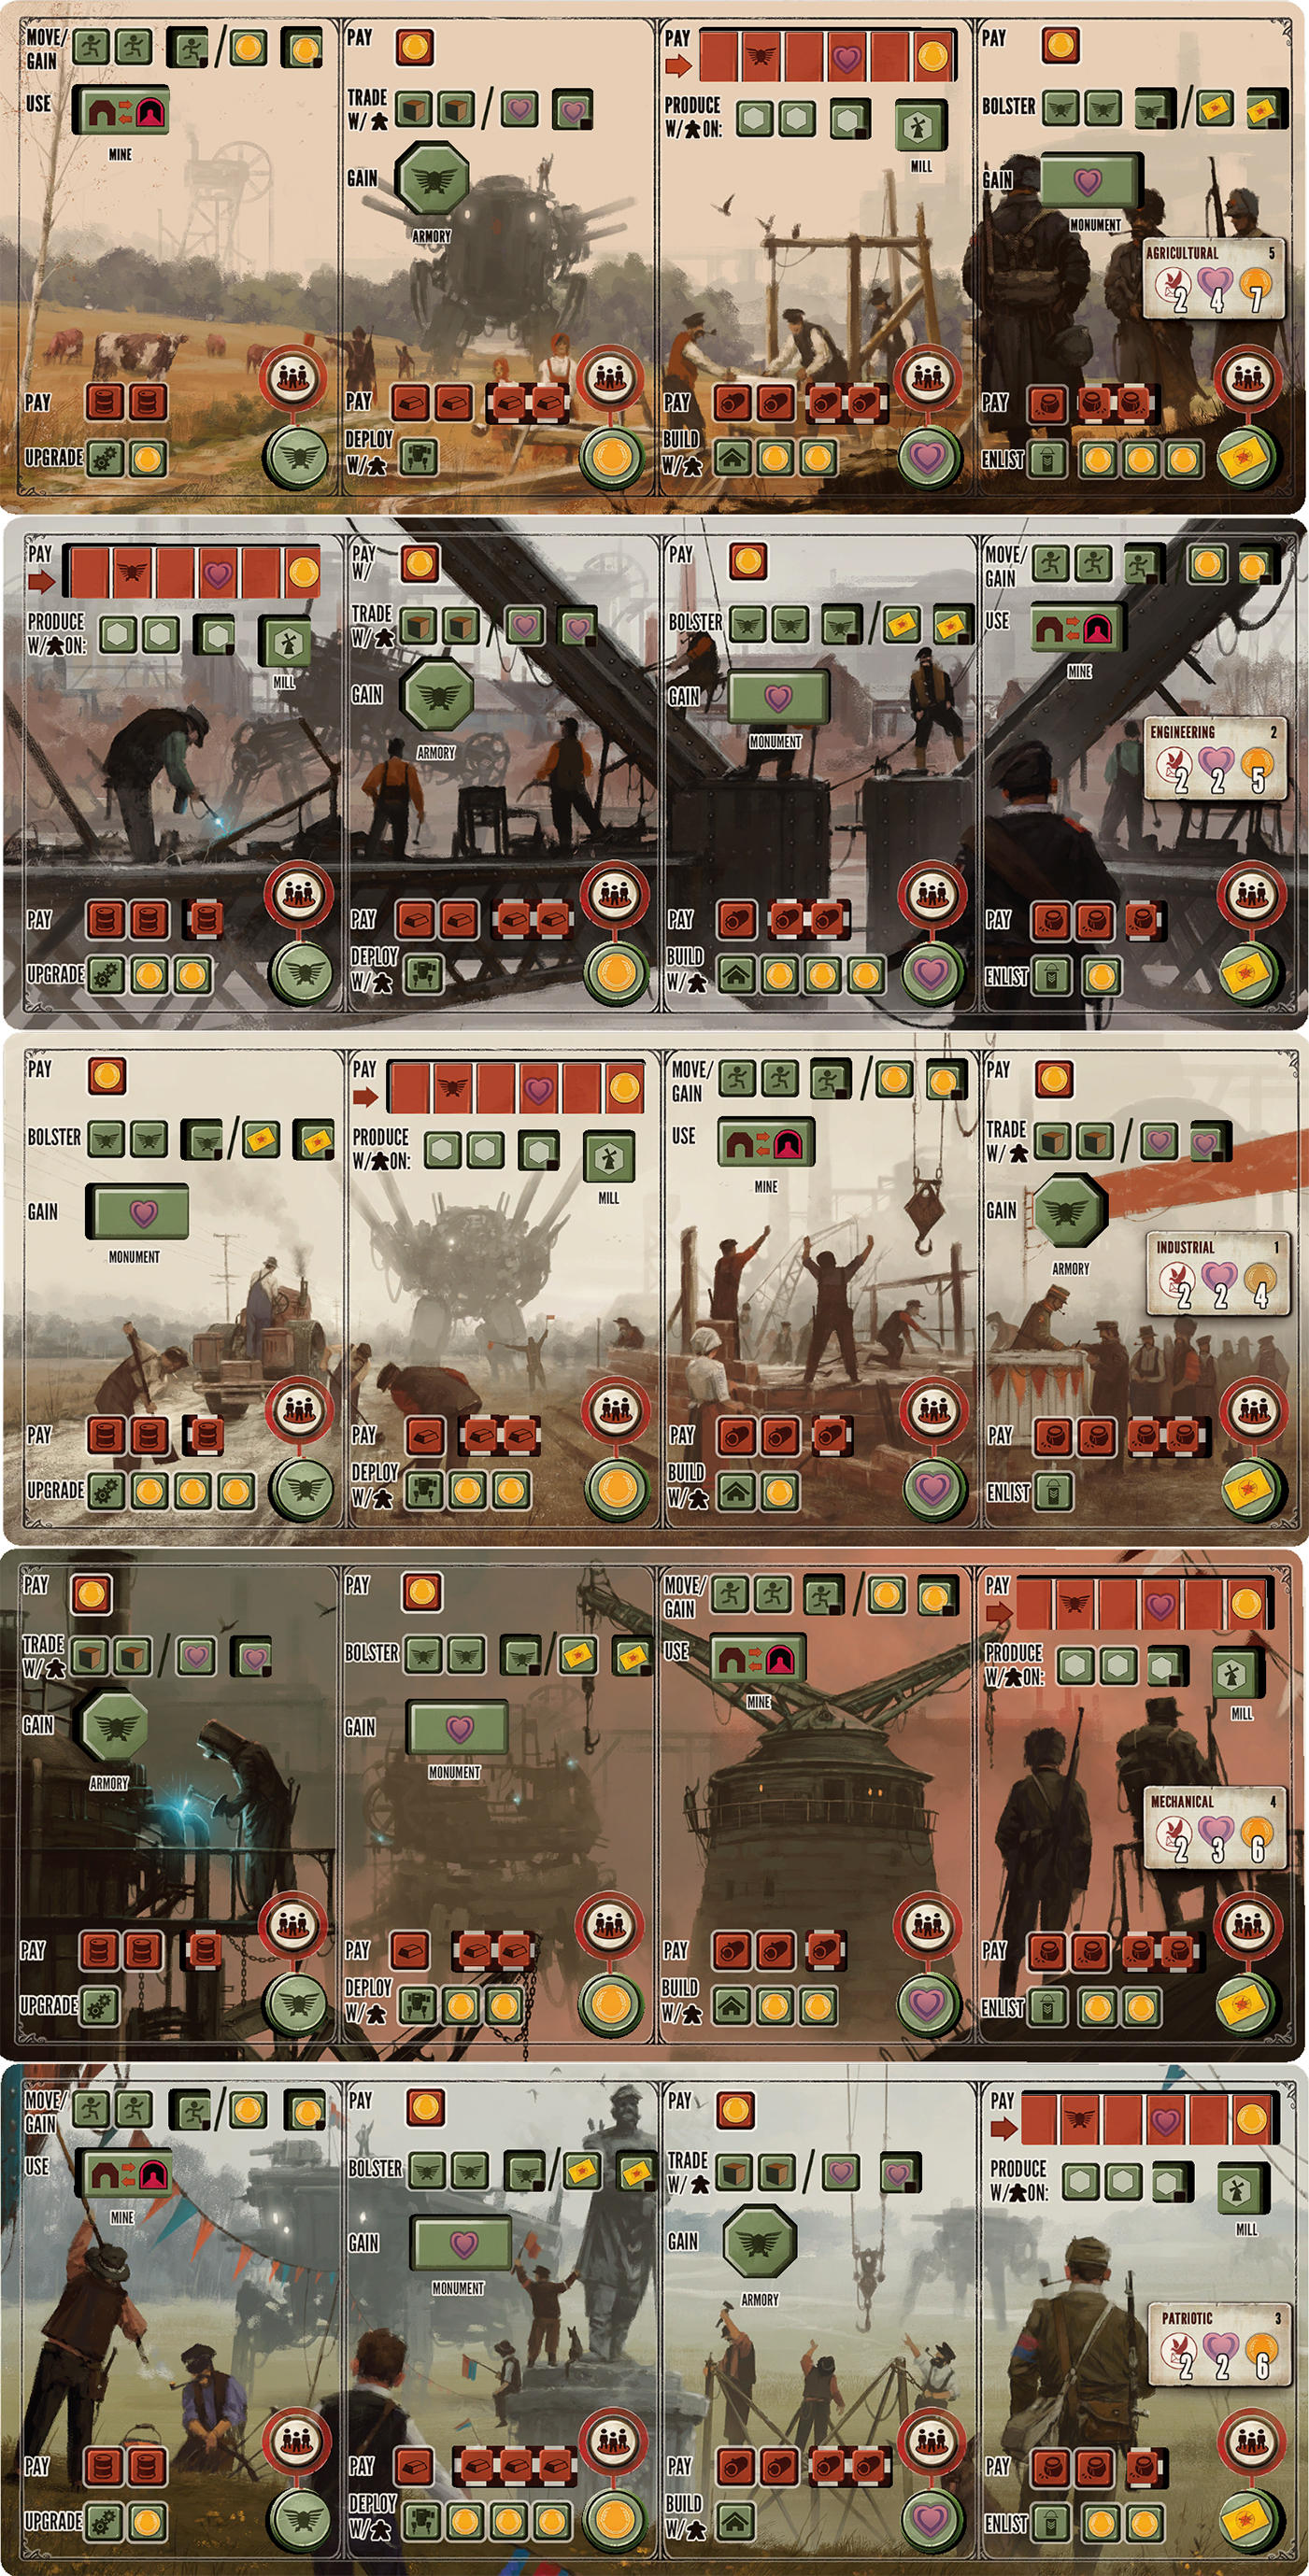 MOVE/
GAIN
/
USE
MINE
PAY
UPGRADE
PAY
TRADE
W/
/
GAIN
ARMORY
PAY
DEPLOY
W/
PAY
PRODUCE
W/ ON:
MILL
PAY
BUILD
W/
PAY
BOLSTER
/
GAIN
MONUMENT
AGRICULTURAL 5
2 4 7
PAY
ENLIST
PAY
PRODUCE
W/ ON:
MILL
PAY
UPGRADE
PAY
W/
TRADE
W/
/
GAIN
ARMORY
PAY
DEPLOY
W/
PAY
BOLSTER
/
GAIN
MONUMENT
PAY
BUILD
W/
MOVE/
GAIN
/
USE
MINE
ENGINEERING 2
2 2 5
PAY
ENLIST
PAY
BOLSTER
/
GAIN
MONUMENT
PAY
UPGRADE
PAY
PRODUCE
W/ ON:
MILL
PAY
DEPLOY
W/
MOVE/
GAIN
/
USE
MINE
PAY
BUILD
W/
PAY
TRADE
W/
/
GAIN
ARMORY
INDUSTRIAL 1
2 2 4
PAY
ENLIST
PAY
TRADE
W/
/
GAIN
ARMORY
PAY
UPGRADE
PAY
BOLSTER
/
GAIN
MONUMENT
PAY
DEPLOY
W/
MOVE/
GAIN
/
USE
MINE
PAY
BUILD
W/
PAY
PRODUCE
W/ ON:
MILL
MECHANICAL 4
2 3 6
PAY
ENLIST
MOVE/
GAIN
/
USE
MINE
PAY
UPGRADE
PAY
BOLSTER
/
GAIN
MONUMENT
PAY
DEPLOY
W/
PAY
TRADE
W/
/
GAIN
ARMORY
PAY
BUILD
W/
PAY
PRODUCE
W/ ON:
MILL
PATRIOTIC 3
2 2 6
PAY
ENLIST